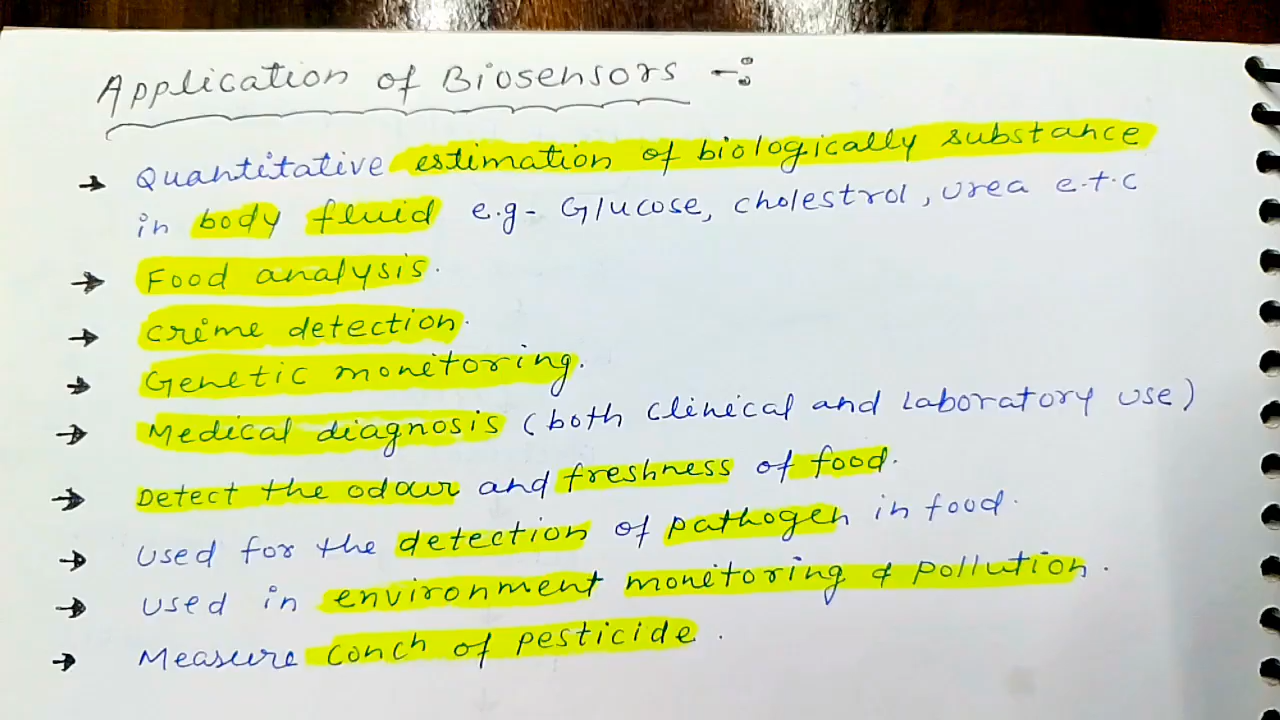 Application of Biosensors -:
→ Quantitative estimation of biologically substance
in body fluid e.g- Glucose, cholestrol, urea e.t.c
→ Food analysis.
→ crime detection.
→ Genetic monitoring.
→ Medical diagnosis (both clinical and Laboratory use)
→ Detect the odour and freshness of food.
→ used for the detection of pathogen in food.
→ used in environment monitoring & pollution.
→ Measure conch of pesticide.